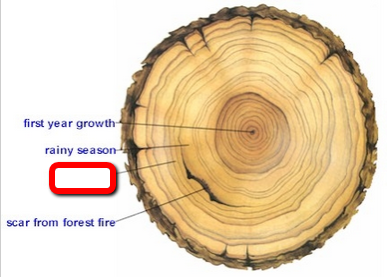 first year growth
rainy season
scar from forest fire